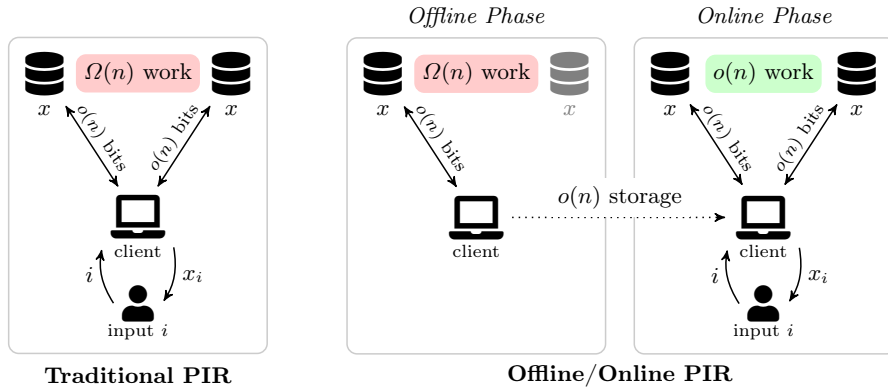 Offline Phase
Online Phase
Ω(n) work
x
x
o(n) bits
o(n) bits
client
i
x_i
input i
Traditional PIR
Ω(n) work
x
x
o(n) bits
client
o(n) storage
o(n) work
x
x
o(n) bits
o(n) bits
client
i
x_i
input i
Offline/Online PIR